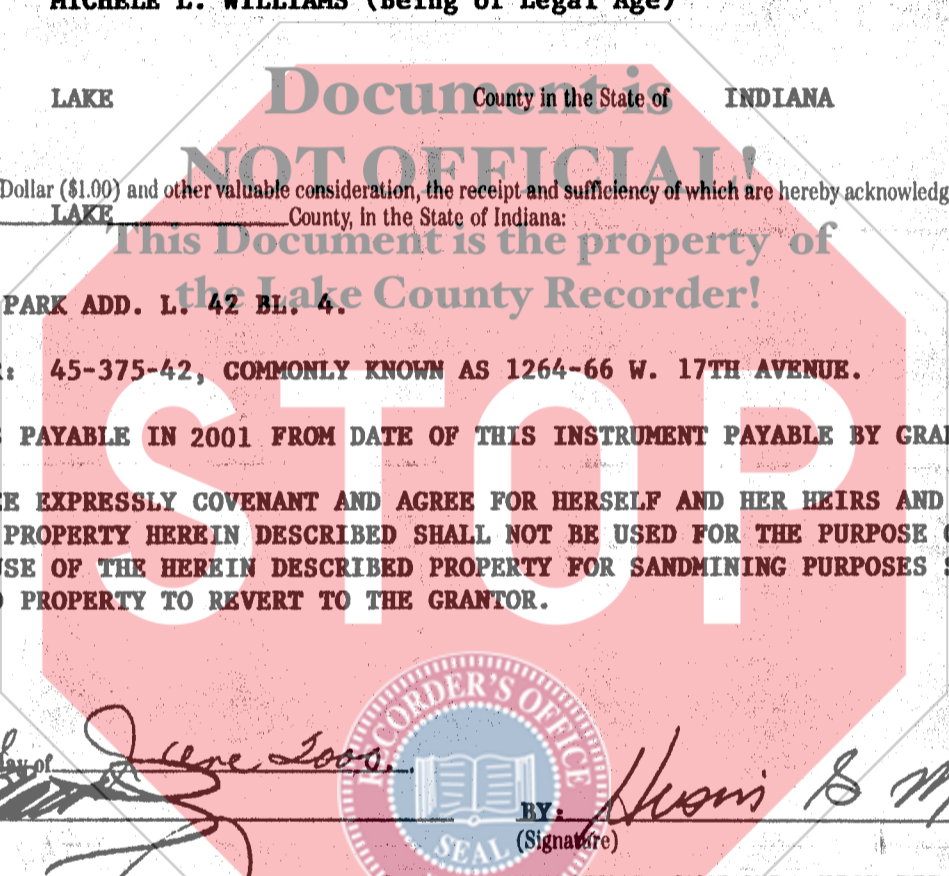 MICHELE L. WILLIAMS (Being of Legal Age)
Document is
LAKE County in the State of INDIANA
NOT OFFICIAL!
Dollar ($1.00) and other valuable consideration, the receipt and sufficiency of which are hereby acknowledg
LAKE County, in the State of Indiana:
This Document is the property of
the Lake County Recorder!
PARK ADD. L. 42 BL. 4.
: 45-375-42, COMMONLY KNOWN AS 1264-66 W. 17TH AVENUE.
STOP
PAYABLE IN 2001 FROM DATE OF THIS INSTRUMENT PAYABLE BY GRA
EXPRESSLY COVENANT AND AGREE FOR HERSELF AND HER HEIRS AND
PROPERTY HEREIN DESCRIBED SHALL NOT BE USED FOR THE PURPOSE
USE OF THE HEREIN DESCRIBED PROPERTY FOR SANDMINING PURPOSES
PROPERTY TO REVERT TO THE GRANTOR.
RECORDER'S OFFICE
day of June 2000.
BY:
(Signature)
SEAL